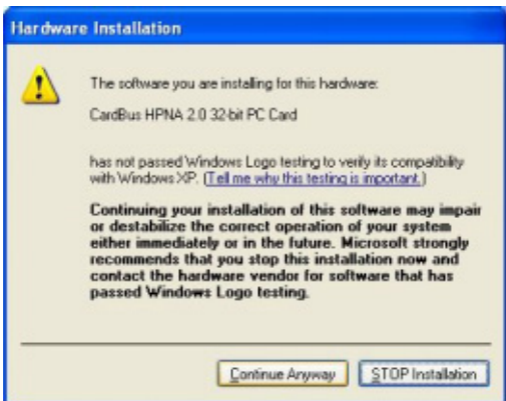 Hardware Installation
The software you are installing for this hardware:
CardBus HPNA 2.0 32-bit PC Card
has not passed Windows Logo testing to verify its compatibility
with Windows XP. (Tell me why this testing is important.)
Continuing your installation of this software may impair
or destabilize the correct operation of your system
either immediately or in the future. Microsoft strongly
recommends that you stop this installation now and
contact the hardware vendor for software that has
passed Windows Logo testing.
Continue Anyway
STOP Installation